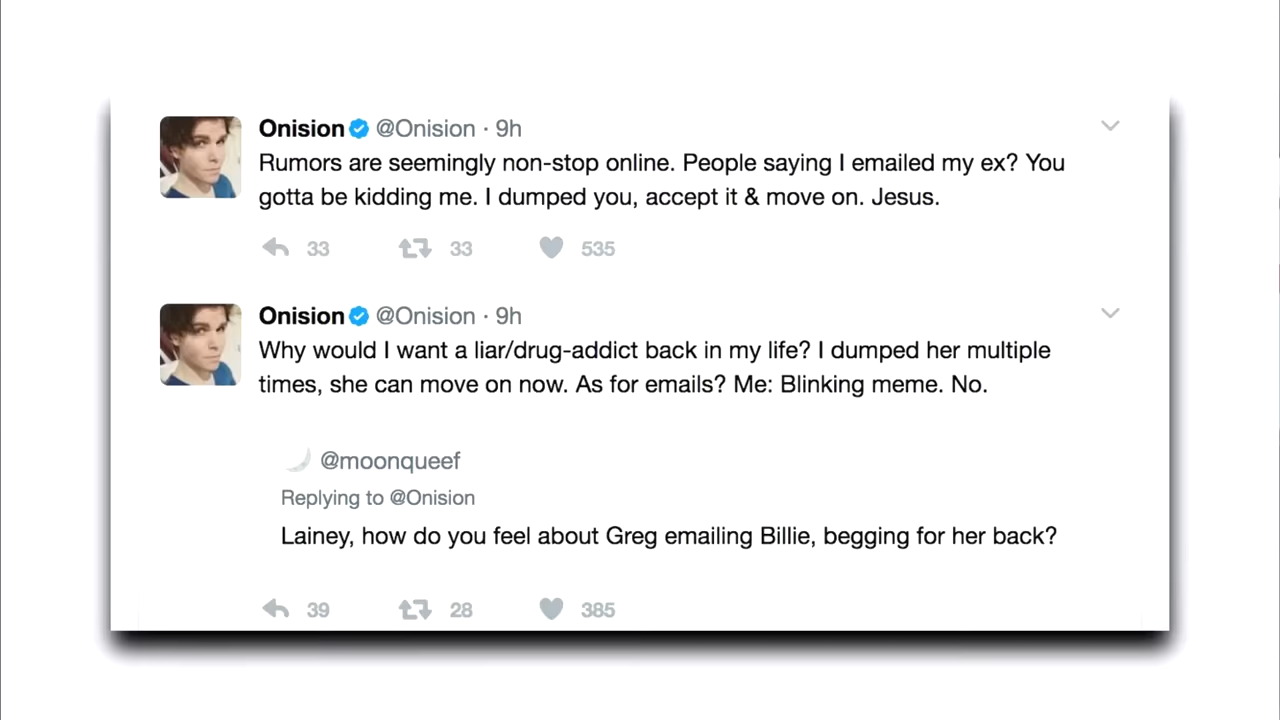 Onision @Onision · 9h
Rumors are seemingly non-stop online. People saying I emailed my ex? You
gotta be kidding me. I dumped you, accept it & move on. Jesus.
33 33 535
Onision @Onision · 9h
Why would I want a liar/drug-addict back in my life? I dumped her multiple
times, she can move on now. As for emails? Me: Blinking meme. No.
@moonqueef
Replying to @Onision
Lainey, how do you feel about Greg emailing Billie, begging for her back?
39 28 385